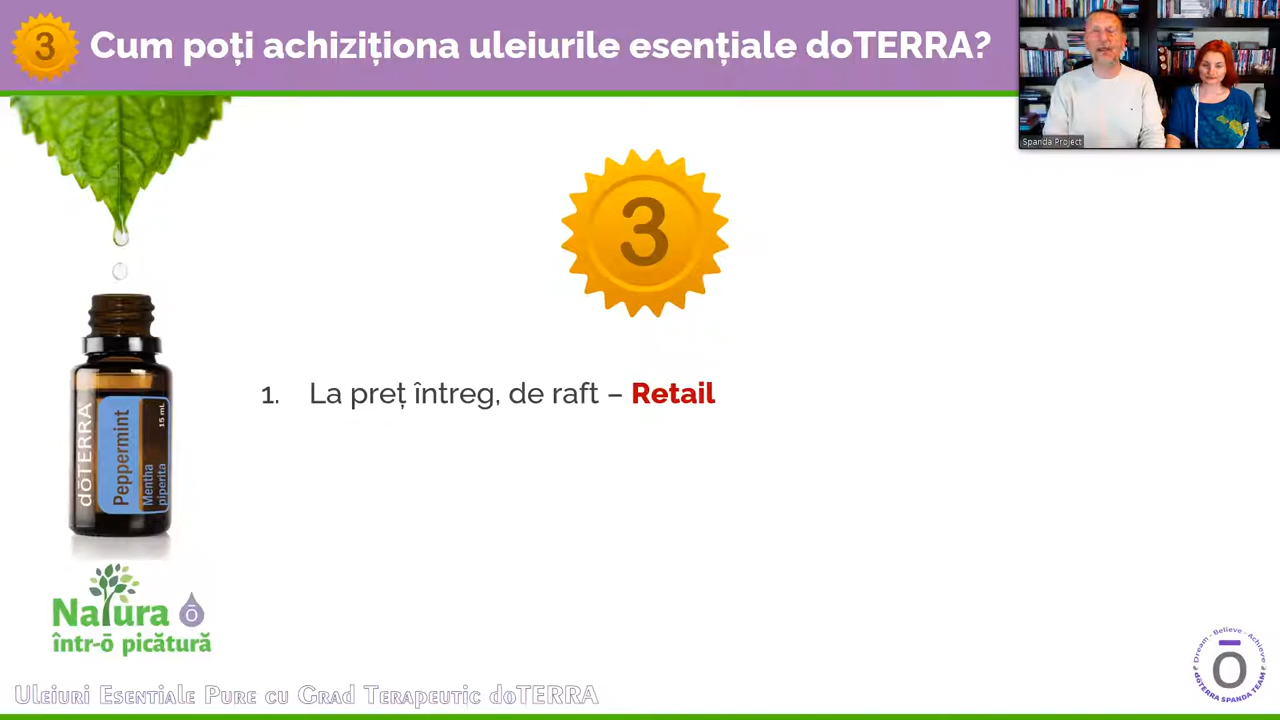 3
Cum poți achiziționa uleiurile esențiale doTERRA?
Spanda Project
3
1. La preț întreg, de raft – Retail
dōTERRA
Peppermint
Mentha
piperita
15 mL
Natura ō
într-ō picătură
Uleiuri Esentiale Pure cu Grad Terapeutic doTERRA
Dream - Believe - Achieve
Ō
dōTERRA SPANDA TEAM